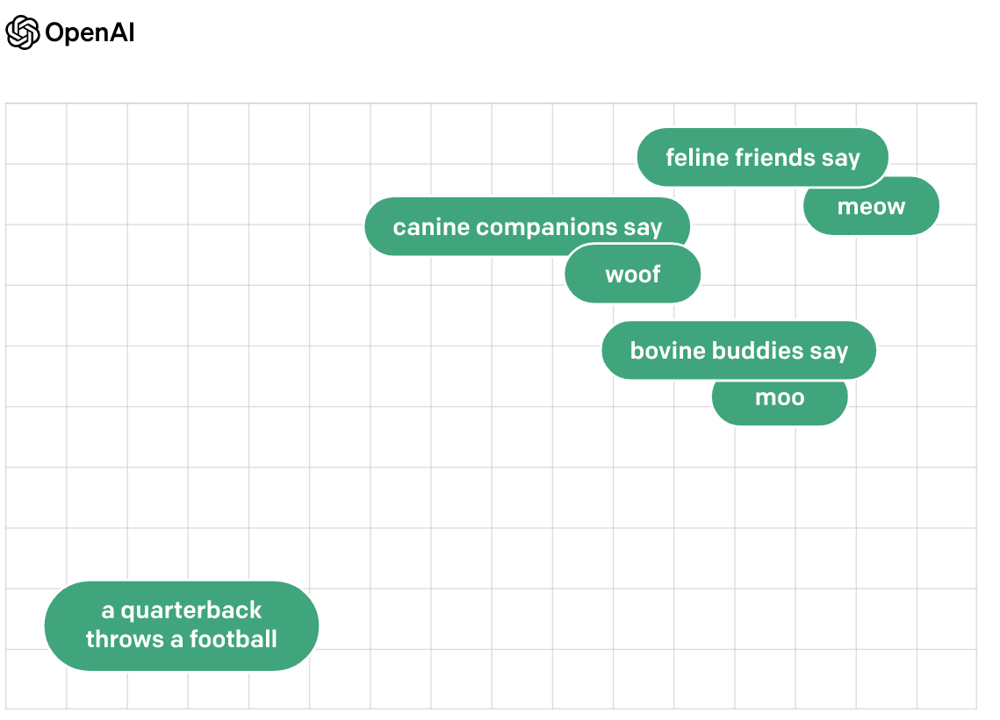 OpenAI
feline friends say
meow
canine companions say
woof
bovine buddies say
moo
a quarterback
throws a football